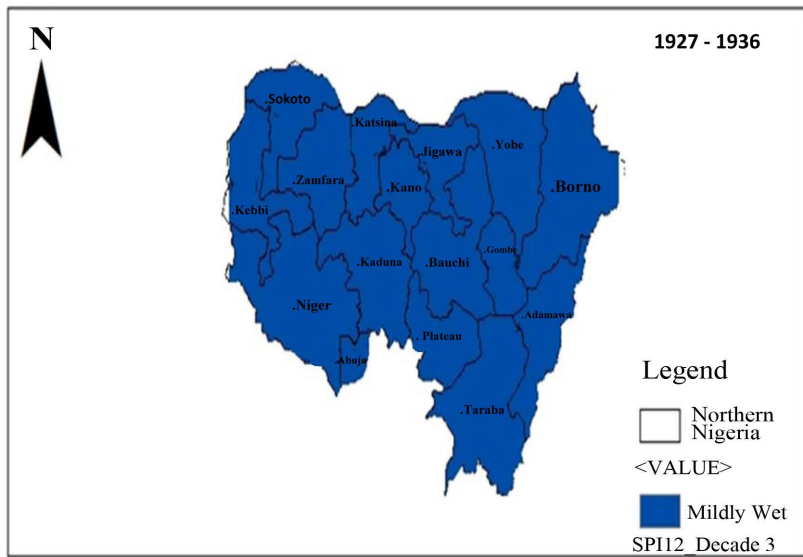 N
1927 - 1936
.Sokoto
.Katsina
.Jigawa
.Yobe
.Zamfara
.Kano
.Borno
.Kebbi
.Gombe
.Kaduna
.Bauchi
.Niger
.Adamawa
.Plateau
.Abuja
.Taraba
Legend
Northern
Nigeria
<VALUE>
Mildly Wet
SPI12_Decade 3